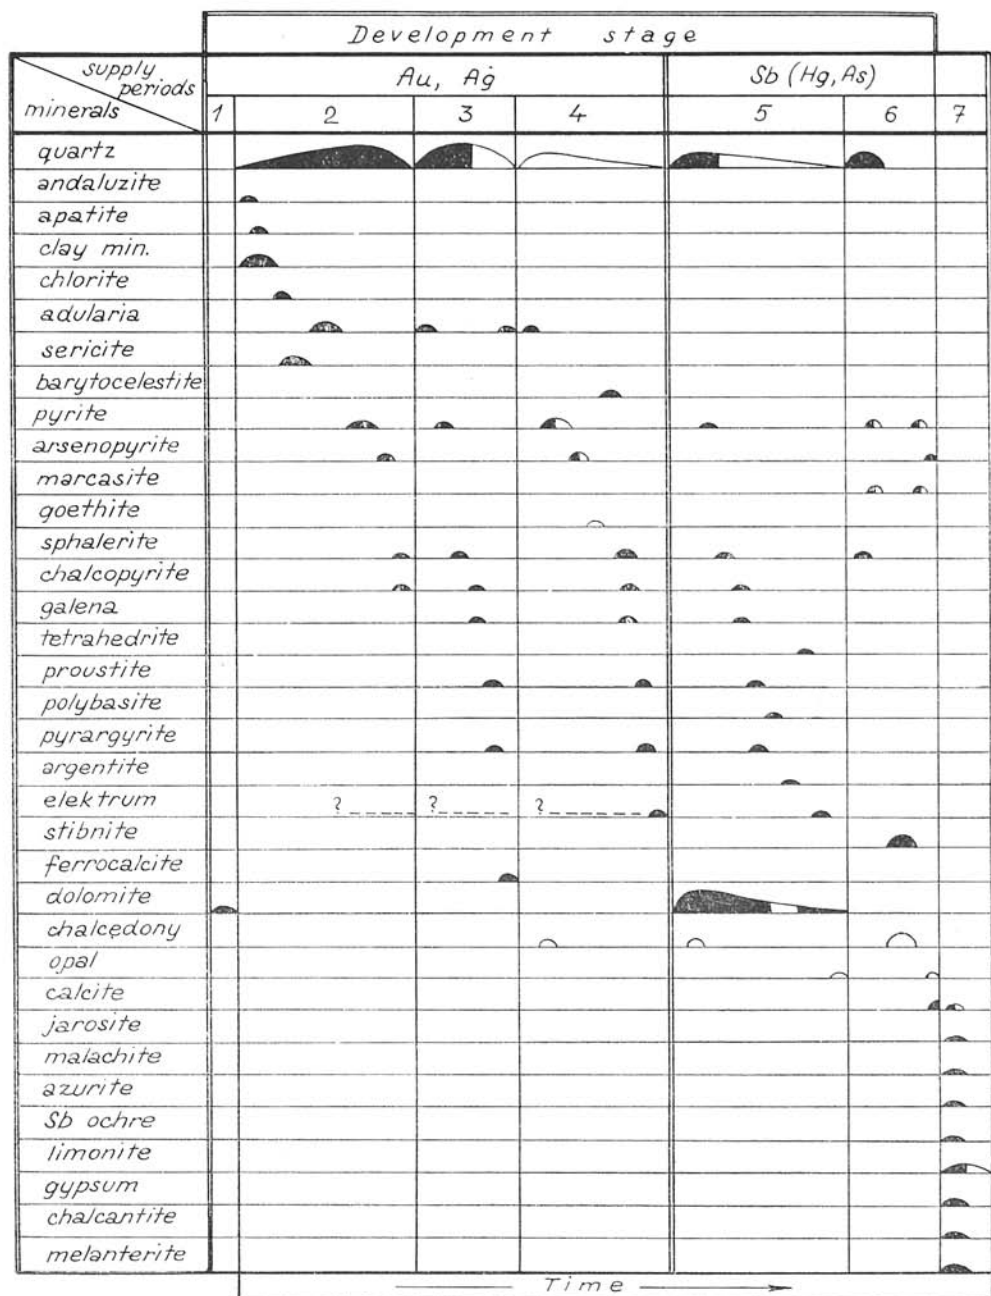 Development stage
supply periods
minerals
Au, Ag
Sb (Hg, As)
1 2 3 4 5 6 7
quartz
andaluzite
apatite
clay min.
chlorite
adularia
sericite
barytocelestite
pyrite
arsenopyrite
marcasite
goethite
sphalerite
chalcopyrite
galena
tetrahedrite
proustite
polybasite
pyrargyrite
argentite
elektrum ? ? ?
stibnite
ferrocalcite
dolomite
chalcedony
opal
calcite
jarosite
malachite
azurite
Sb ochre
limonite
gypsum
chalcantite
melanterite
Time